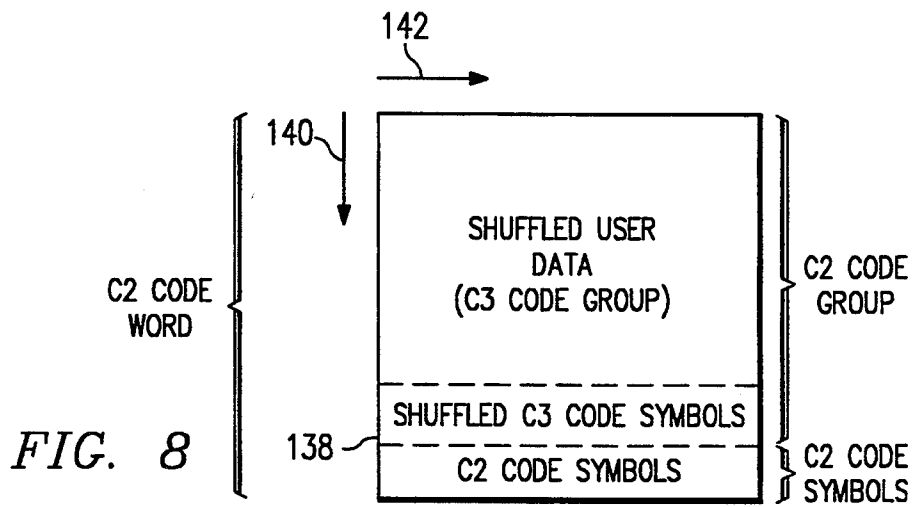 142
140
SHUFFLED USER
DATA
(C3 CODE GROUP)
C2 CODE
WORD
C2 CODE
GROUP
SHUFFLED C3 CODE SYMBOLS
138
C2 CODE SYMBOLS
C2 CODE
SYMBOLS
FIG. 8